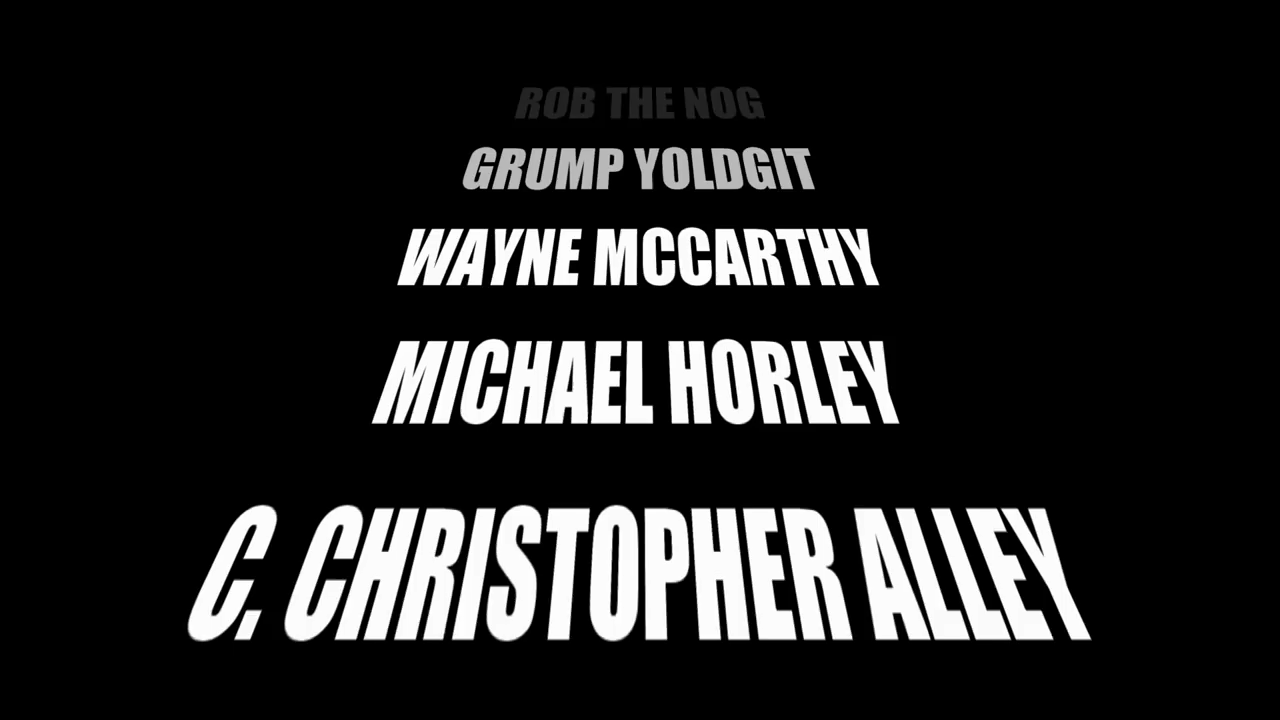 ROB THE NOG
GRUMP YOLDGIT
WAYNE MCCARTHY
MICHAEL HORLEY
C. CHRISTOPHER ALLEY